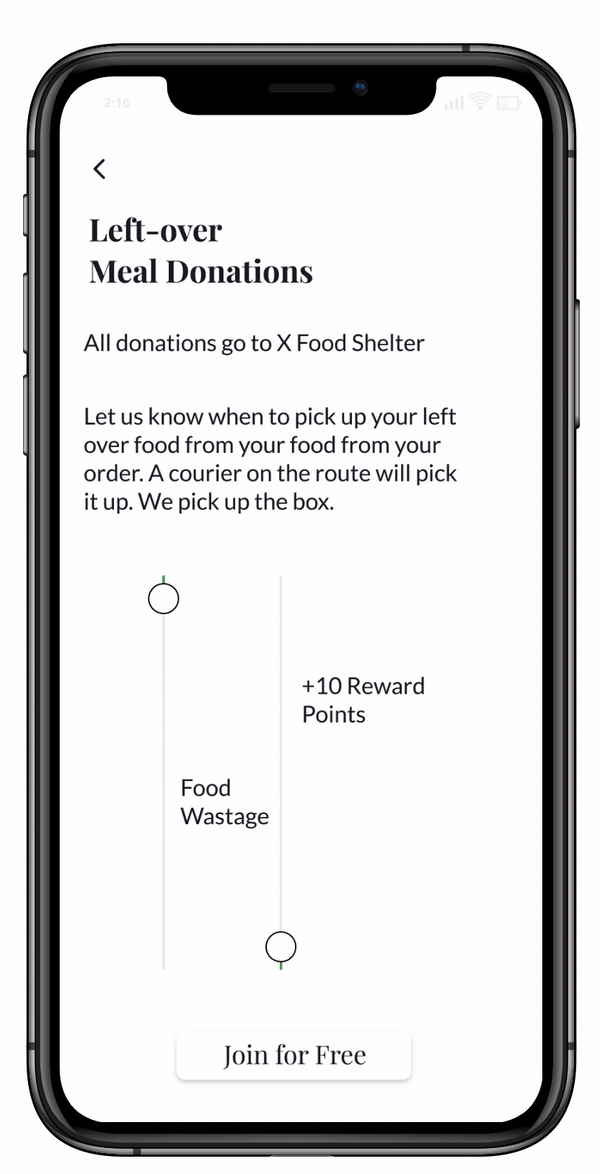 2:16
Left-over
Meal Donations
All donations go to X Food Shelter
Let us know when to pick up your left
over food from your food from your
order. A courier on the route will pick
it up. We pick up the box.
+10 Reward
Points
Food
Wastage
Join for Free